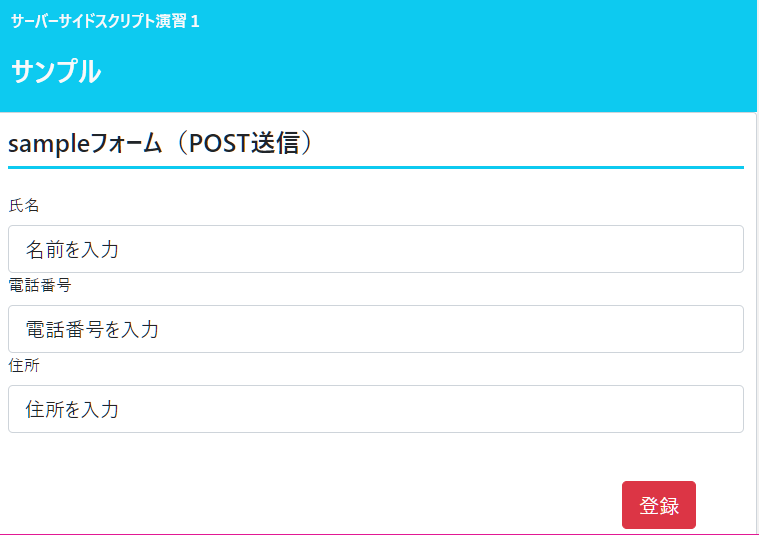 サーバーサイドスクリプト演習１
サンプル
sampleフォーム（POST送信）
氏名
名前を入力
電話番号
電話番号を入力
住所
住所を入力
登録